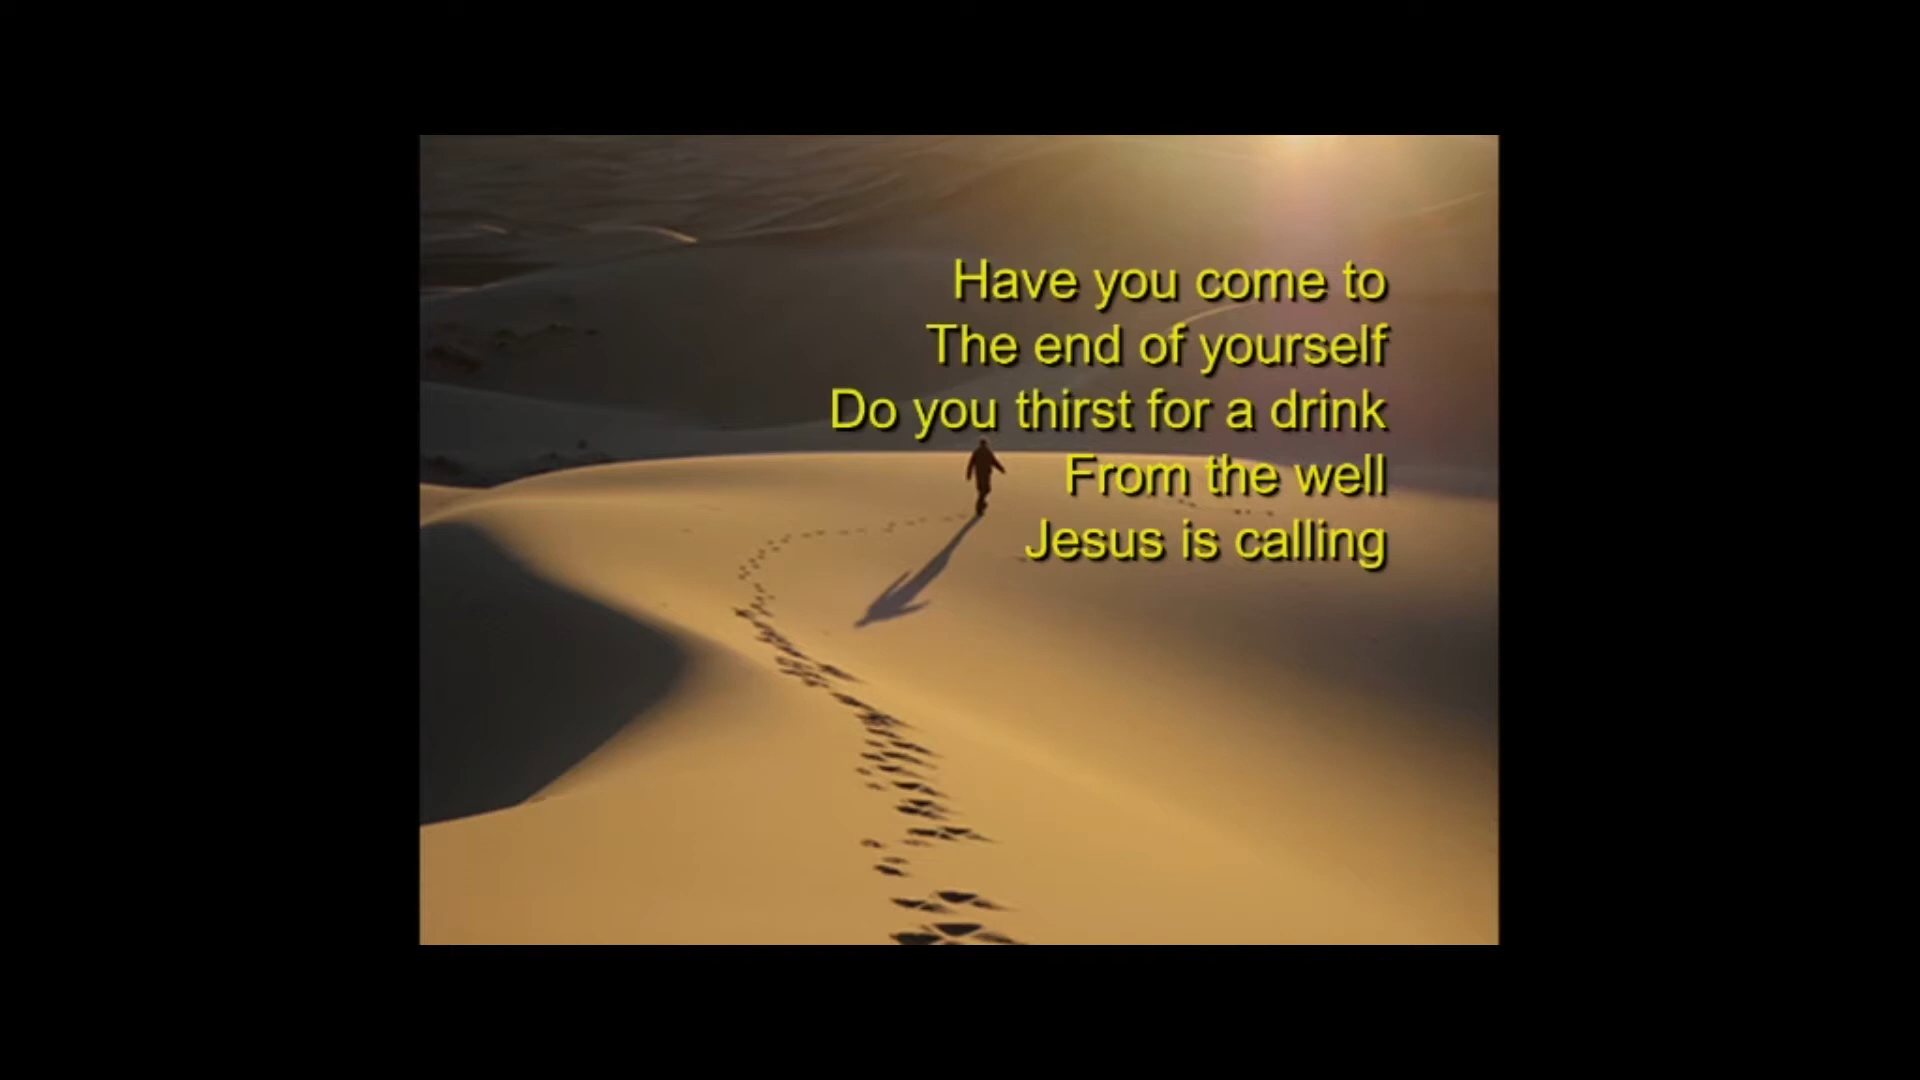 Have you come to
The end of yourself
Do you thirst for a drink
From the well
Jesus is calling